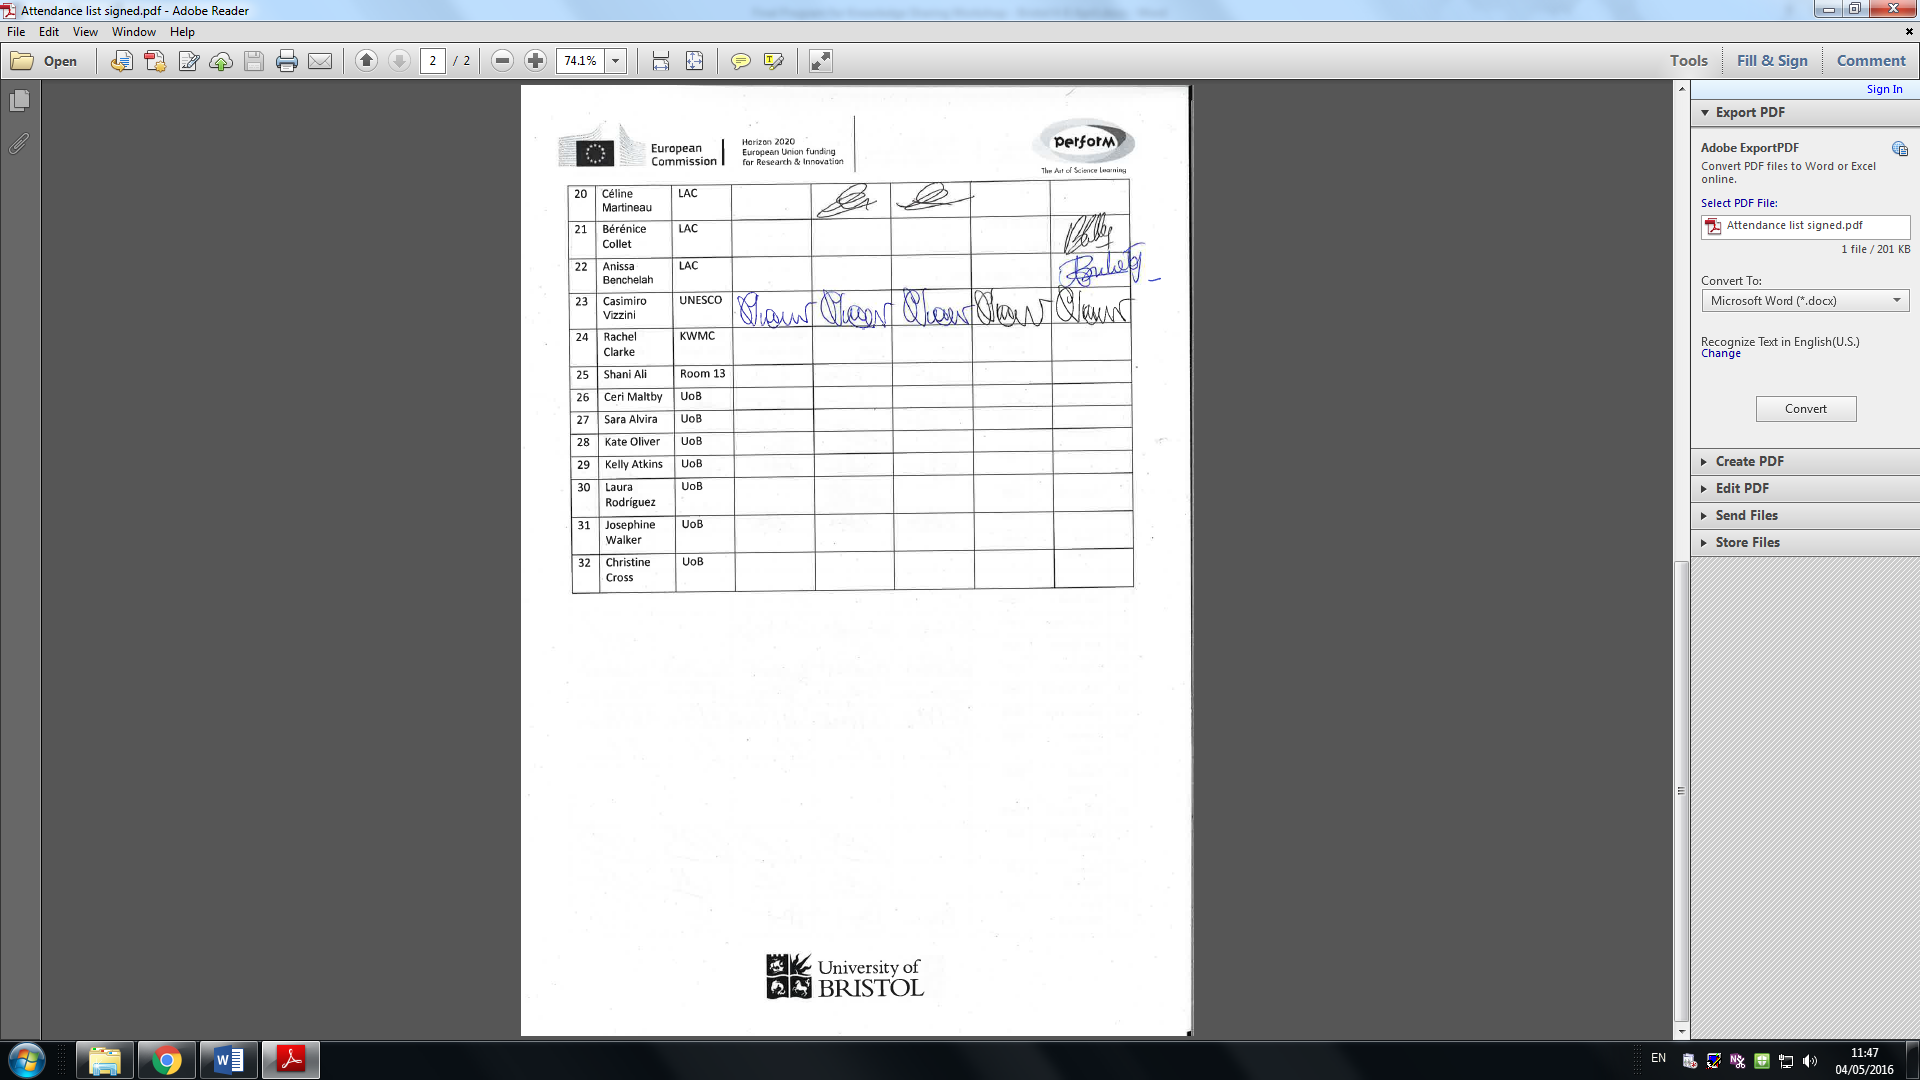 Attendance list signed.pdf - Adobe Reader
File Edit View Window Help
Open 2 / 2 74.1% Tools Fill & Sign Comment
Sign In
Export PDF
Adobe ExportPDF
Convert PDF files to Word or Excel
online.
Select PDF File:
Attendance list signed.pdf
1 file / 201 KB
Convert To:
Microsoft Word (*.docx)
Recognize Text in English(U.S.)
Change
Convert
Create PDF
Edit PDF
Send Files
Store Files
European
Commission
Horizon 2020
European Union funding
for Research & Innovation
perform
The Art of Science Learning
20 Céline LAC
Martineau
21 Bérénice LAC
Collet
22 Anissa LAC
Benchelah
23 Casimiro UNESCO
Vizzini
24 Rachel KWMC
Clarke
25 Shani Ali Room 13
26 Ceri Maltby UoB
27 Sara Alvira UoB
28 Kate Oliver UoB
29 Kelly Atkins UoB
30 Laura UoB
Rodríguez
31 Josephine UoB
Walker
32 Christine UoB
Cross
University of
BRISTOL
EN
11:47
04/05/2016